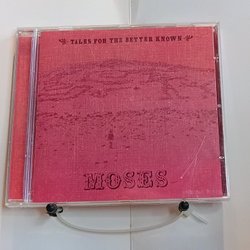 TALES FOR THE BETTER KNOWN
MOSES